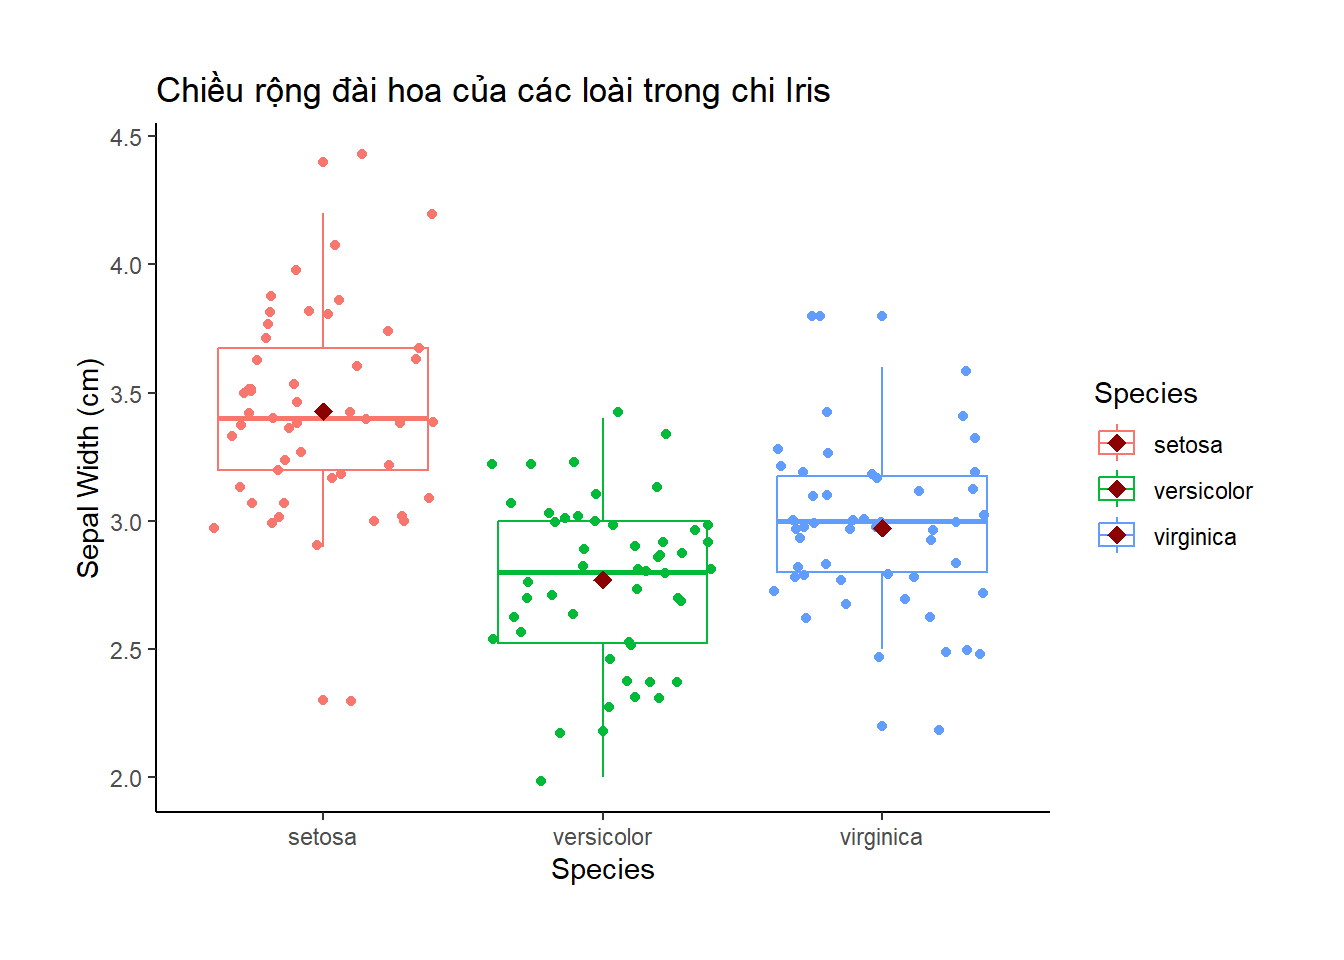 Chiều rộng đài hoa của các loài trong chi Iris
Sepal Width (cm)
4.5
4.0
3.5
3.0
2.5
2.0
setosa
versicolor
virginica
Species
Species
setosa
versicolor
virginica